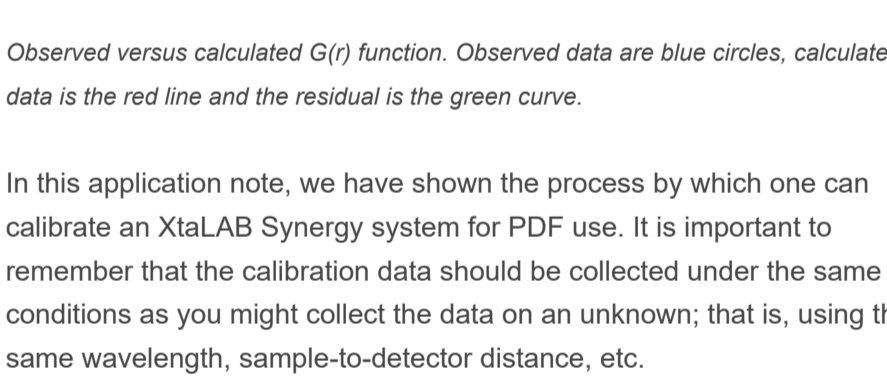 Observed versus calculated G(r) function. Observed data are blue circles, calculate
data is the red line and the residual is the green curve.
In this application note, we have shown the process by which one can
calibrate an XtaLAB Synergy system for PDF use. It is important to
remember that the calibration data should be collected under the same
conditions as you might collect the data on an unknown; that is, using th
same wavelength, sample-to-detector distance, etc.